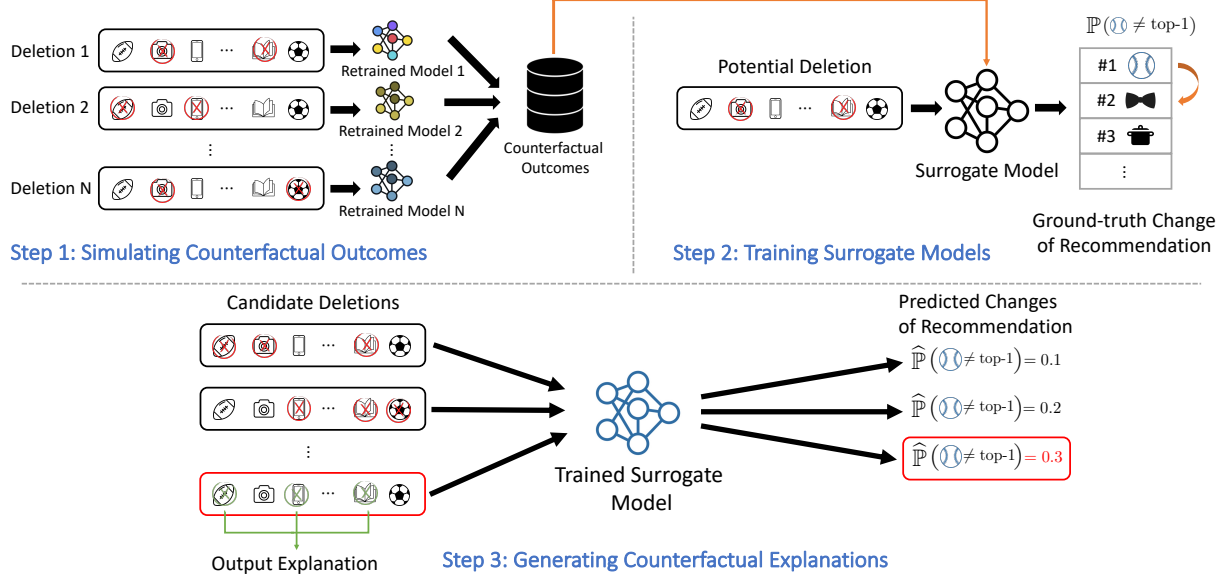 Deletion 1
...
Retrained Model 1
Deletion 2
...
Retrained Model 2
⋮
⋮
Deletion N
...
Retrained Model N
Counterfactual
Outcomes
Step 1: Simulating Counterfactual Outcomes
Potential Deletion
...
Surrogate Model
ℙ( ≠ top-1)
#1
#2
#3
⋮
Ground-truth Change
of Recommendation
Step 2: Training Surrogate Models
Candidate Deletions
...
...
⋮
...
Output Explanation
Trained Surrogate
Model
Predicted Changes
of Recommendation
ℙ̂( ≠ top-1) = 0.1
ℙ̂( ≠ top-1) = 0.2
ℙ̂( ≠ top-1) = 0.3
Step 3: Generating Counterfactual Explanations